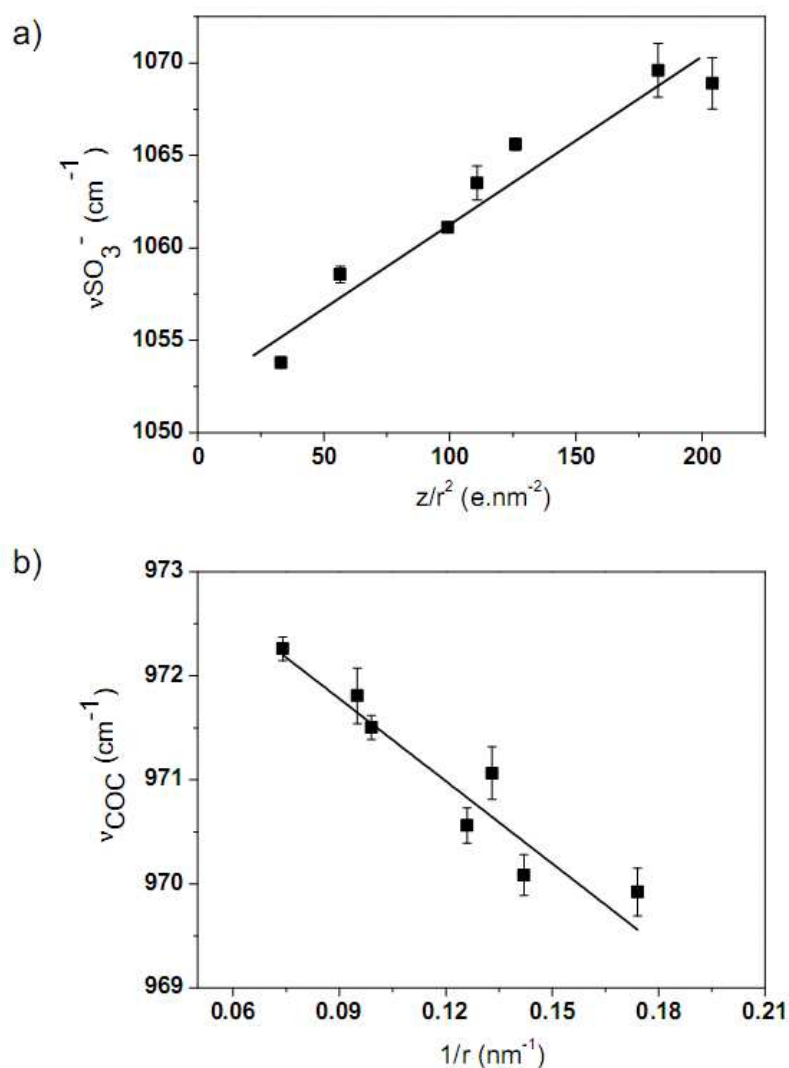 a)
1070
1065
1060
1055
1050
νSO₃⁻ (cm⁻¹)
0 50 100 150 200
z/r² (e.nm⁻²)
b)
973
972
971
970
969
νCOC (cm⁻¹)
0.06 0.09 0.12 0.15 0.18 0.21
1/r (nm⁻¹)